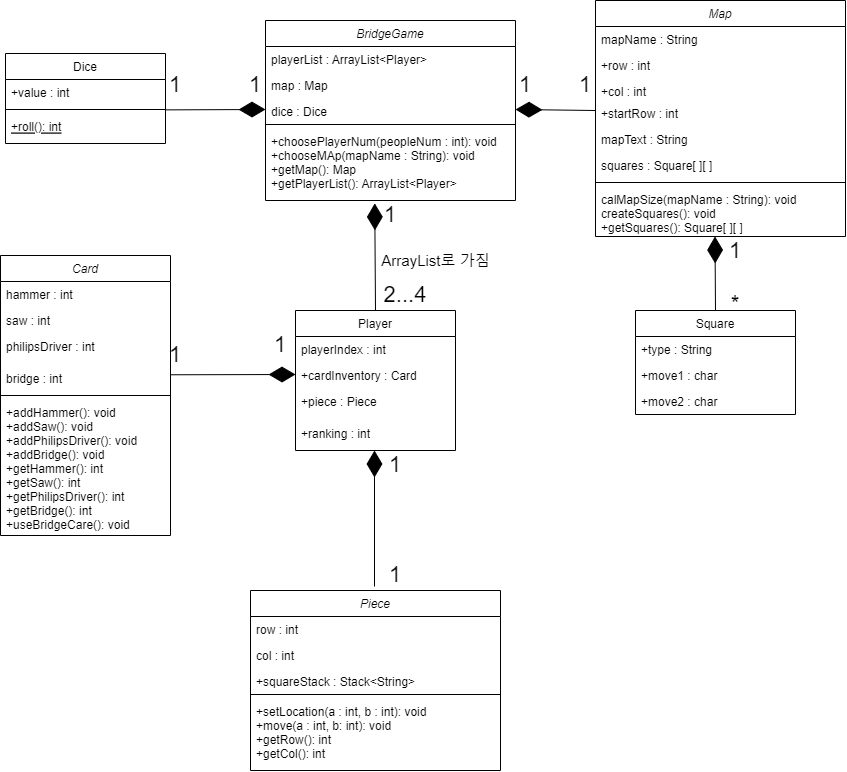 Dice
+value : int
+roll(): int
1
1
BridgeGame
playerList : ArrayList<Player>
map : Map
dice : Dice
+choosePlayerNum(peopleNum : int): void
+chooseMAp(mapName : String): void
+getMap(): Map
+getPlayerList(): ArrayList<Player>
1
1
Map
mapName : String
+row : int
+col : int
+startRow : int
mapText : String
squares : Square[ ][ ]
calMapSize(mapName : String): void
createSquares(): void
+getSquares(): Square[ ][ ]
1
ArrayList로 가짐
2...4
1
*
Card
hammer : int
saw : int
philipsDriver : int
bridge : int
+addHammer(): void
+addSaw(): void
+addPhilipsDriver(): void
+addBridge(): void
+getHammer(): int
+getSaw(): int
+getPhilipsDriver(): int
+getBridge(): int
+useBridgeCare(): void
1
1
Player
playerIndex : int
+cardInventory : Card
+piece : Piece
+ranking : int
Square
+type : String
+move1 : char
+move2 : char
1
1
Piece
row : int
col : int
+squareStack : Stack<String>
+setLocation(a : int, b : int): void
+move(a : int, b: int): void
+getRow(): int
+getCol(): int